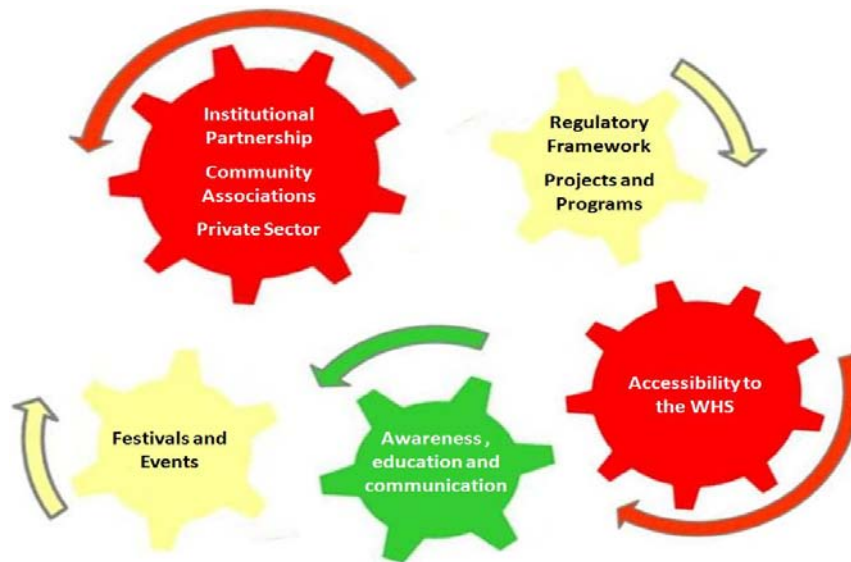 Institutional
Partnership
Community
Associations
Private Sector
Regulatory
Framework
Projects and
Programs
Festivals and
Events
Awareness ,
education and
communication
Accessibility to
the WHS